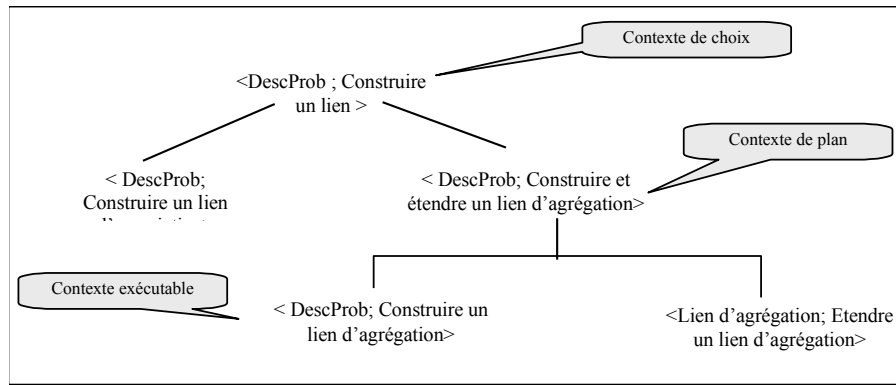 Contexte de choix
<DescProb ; Construire
un lien >
Contexte de plan
< DescProb;
Construire un lien
< DescProb; Construire et
étendre un lien d'agrégation>
Contexte exécutable
< DescProb; Construire un
lien d'agrégation>
<Lien d'agrégation; Etendre
un lien d'agrégation>